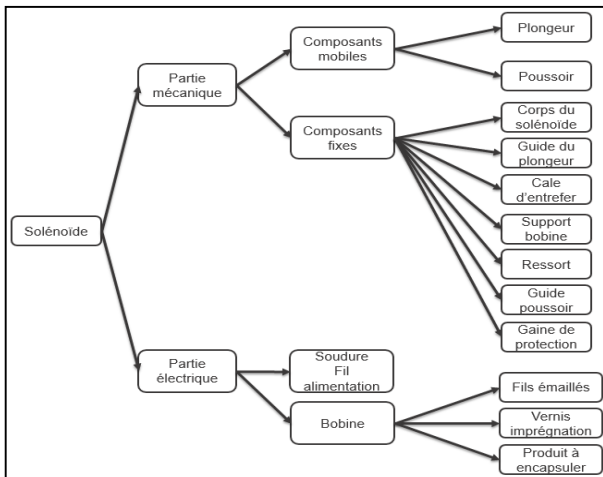 Solénoïde
Partie
mécanique
Partie
électrique
Composants
mobiles
Composants
fixes
Soudure
Fil
alimentation
Bobine
Plongeur
Poussoir
Corps du
solénoïde
Guide du
plongeur
Cale
d'entrefer
Support
bobine
Ressort
Guide
poussoir
Gaine de
protection
Fils émaillés
Vernis
imprégnation
Produit à
encapsuler